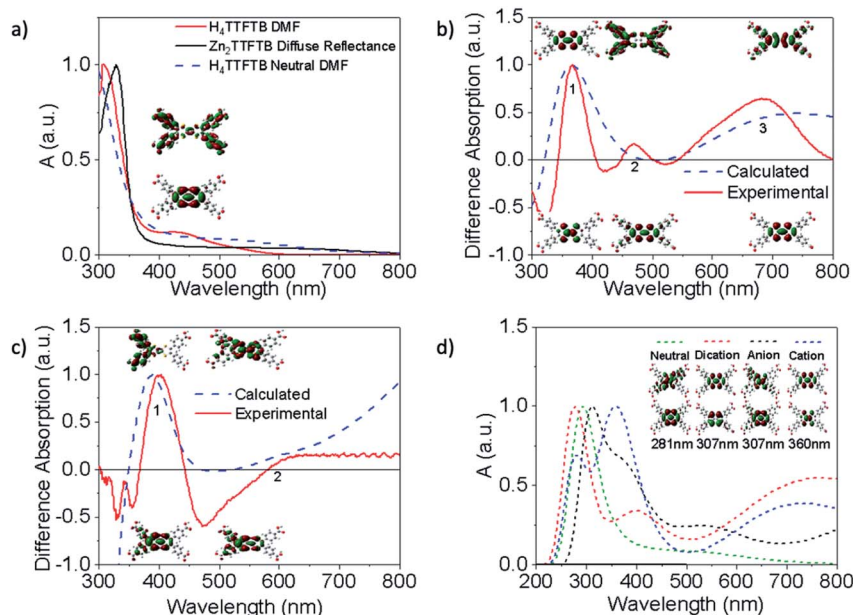 a)
H₄TTFTB DMF
Zn₂TTFTB Diffuse Reflectance
H₄TTFTB Neutral DMF
A (a.u.)
1.0
0.5
0.0
300 400 500 600 700 800
Wavelength (nm)
b)
Difference Absorption (a.u.)
1.5
1.0
0.5
0.0
-0.5
-1.0
1
2
3
Calculated
Experimental
300 400 500 600 700 800
Wavelength (nm)
c)
Difference Absorption (a.u.)
1.5
1.0
0.5
0.0
-0.5
-1.0
Calculated
Experimental
1
2
300 400 500 600 700 800
Wavelength (nm)
d)
A (a.u.)
1.5
1.0
0.5
0.0
Neutral Dication Anion Cation
281nm 307nm 307nm 360nm
200 300 400 500 600 700 800
Wavelength (nm)